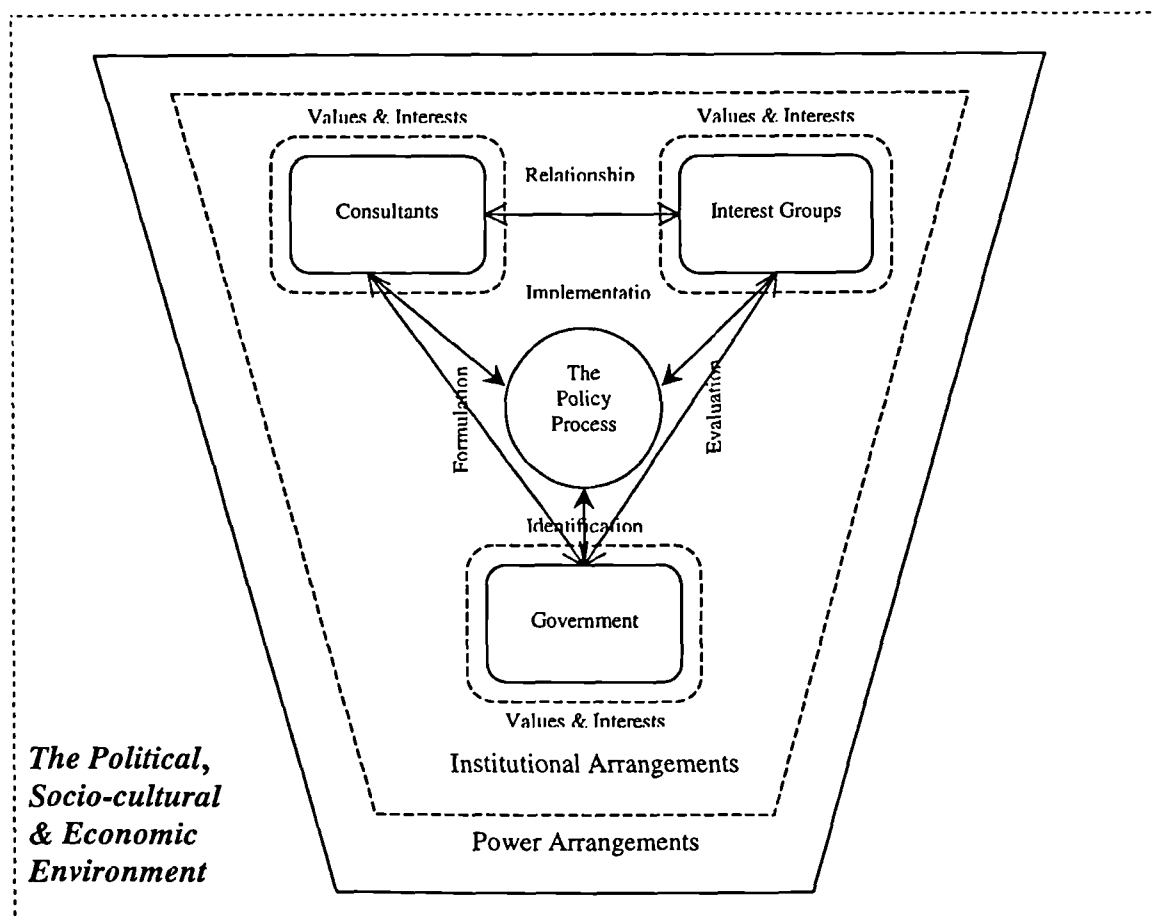 Values & Interests
Values & Interests
Relationship
Consultants
Interest Groups
Implementatio
The
Policy
Process
Formulation
Evaluation
Identification
Government
Values & Interests
Institutional Arrangements
Power Arrangements
The Political,
Socio-cultural
& Economic
Environment